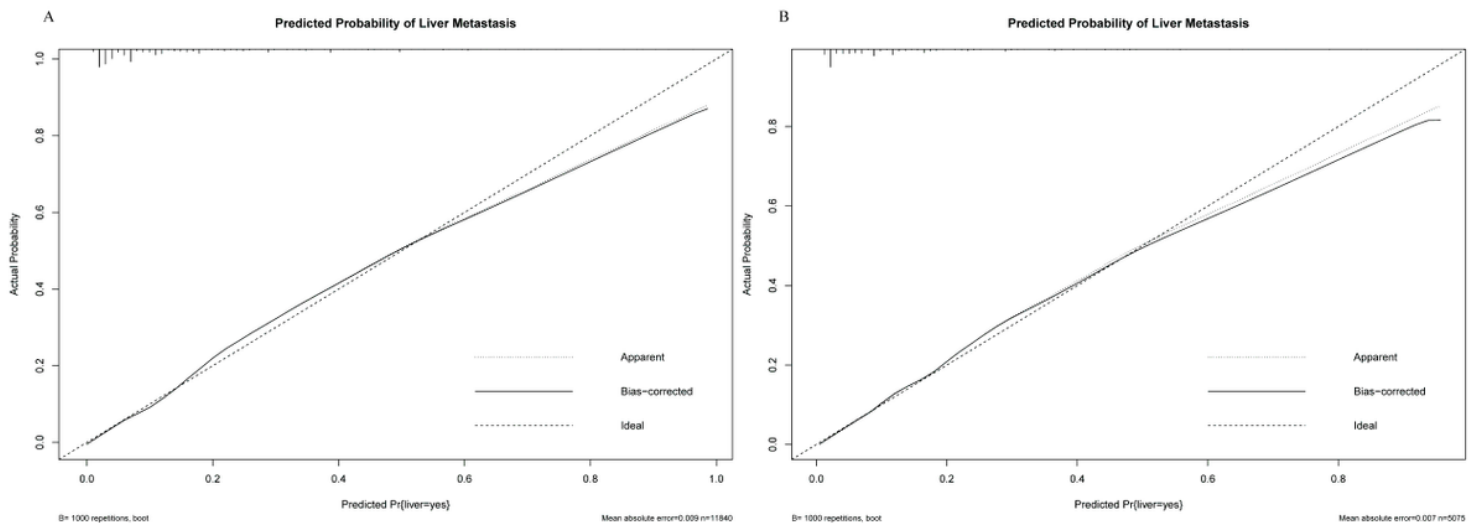 A
Predicted Probability of Liver Metastasis
1.0
0.8
0.6
0.4
0.2
0.0
Actual Probability
Apparent
Bias-corrected
Ideal
0.0 0.2 0.4 0.6 0.8 1.0
Predicted Pr{liver=yes}
B= 1000 repetitions, boot
Mean absolute error=0.009 n=11840
B
Predicted Probability of Liver Metastasis
0.8
0.6
0.4
0.2
0.0
Actual Probability
Apparent
Bias-corrected
Ideal
0.0 0.2 0.4 0.6 0.8
Predicted Pr{liver=yes}
B= 1000 repetitions, boot
Mean absolute error=0.007 n=5075